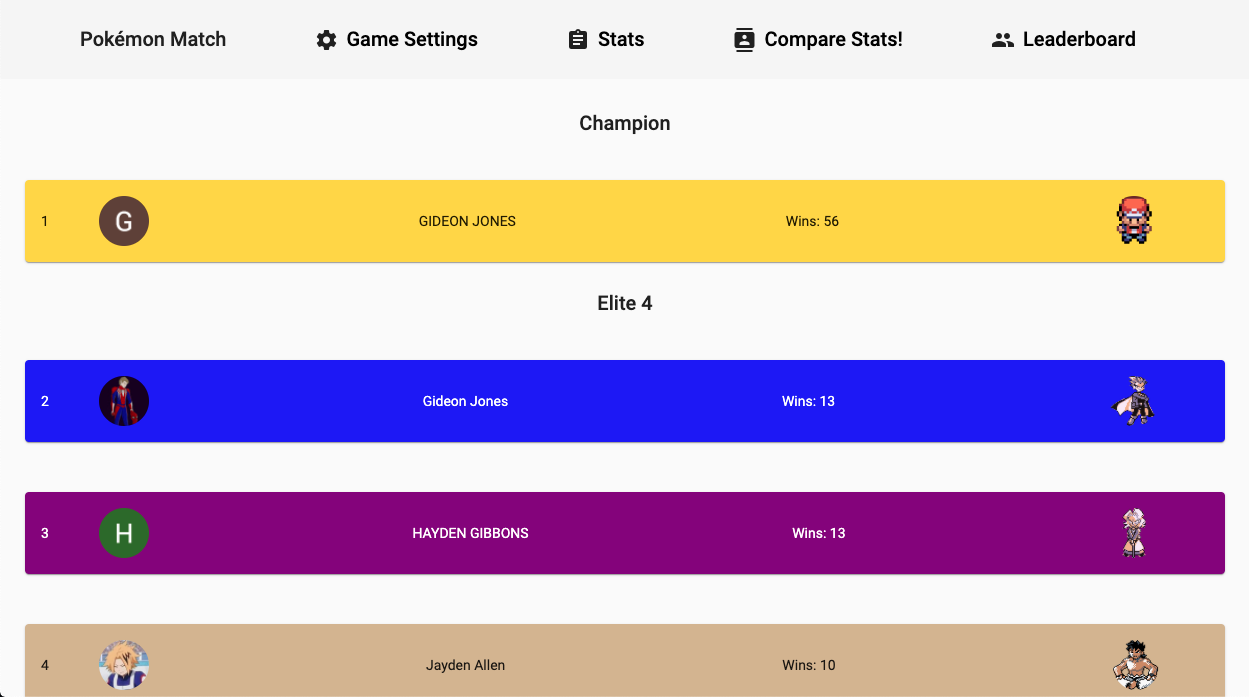 Pokémon Match Game Settings Stats Compare Stats! Leaderboard
Champion
1 G GIDEON JONES Wins: 56
Elite 4
2 Gideon Jones Wins: 13
3 H HAYDEN GIBBONS Wins: 13
4 Jayden Allen Wins: 10